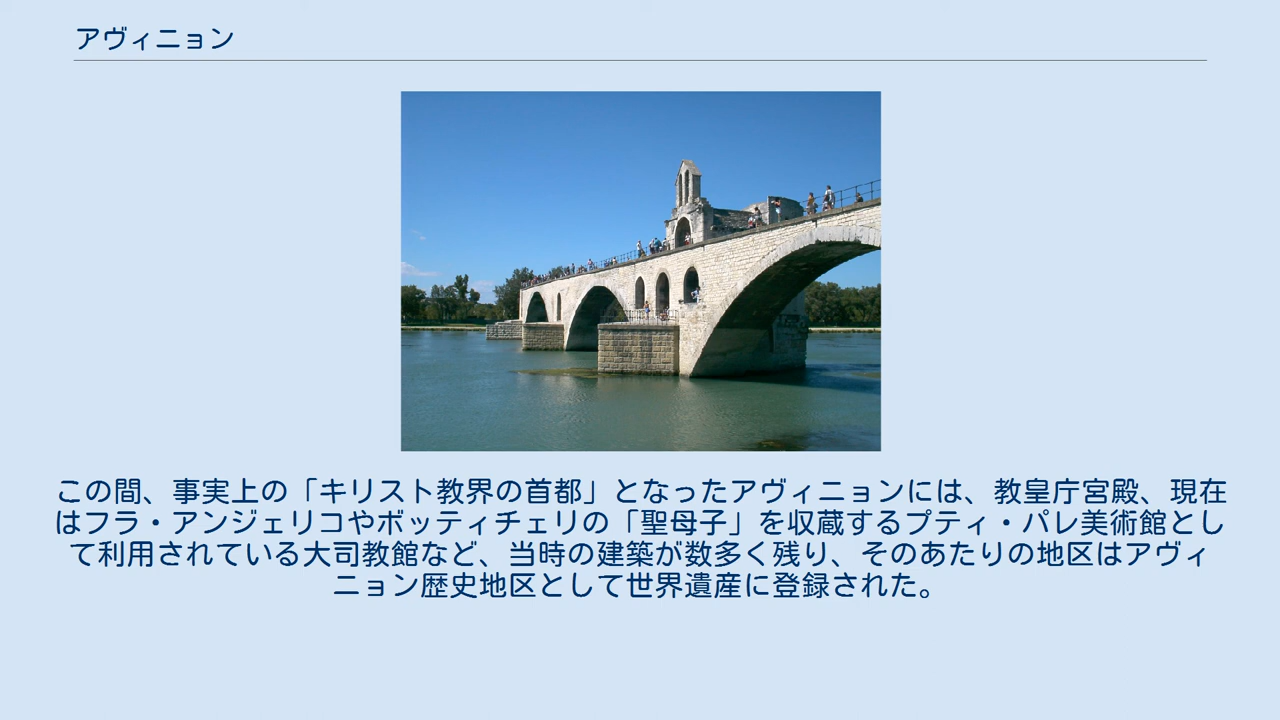 アヴィニョン
この間、事実上の「キリスト教界の首都」となったアヴィニョンには、教皇庁宮殿、現在
はフラ・アンジェリコやボッティチェリの「聖母子」を収蔵するプティ・パレ美術館とし
て利用されている大司教館など、当時の建築が数多く残り、そのあたりの地区はアヴィ
ニョン歴史地区として世界遺産に登録された。